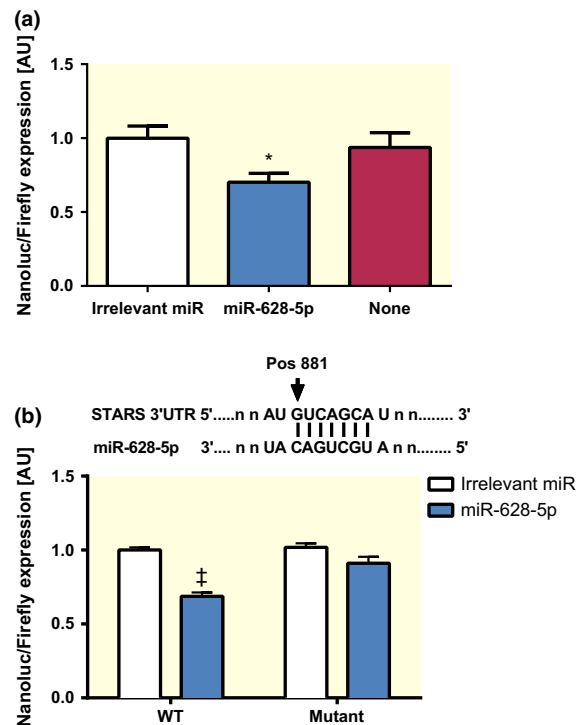 (a)
Nanoluc/Firefly expression [AU]
1.5
1.0
0.5
0.0
*
Irrelevant miR miR-628-5p None
Pos 881
(b)
STARS 3'UTR 5'.....n n AU GUCAGCA U n n........ 3'
miR-628-5p 3'.... n n UA CAGUCGU A n n........ 5'
Nanoluc/Firefly expression [AU]
1.5
1.0
0.5
0.0
‡
Irrelevant miR
miR-628-5p
WT Mutant